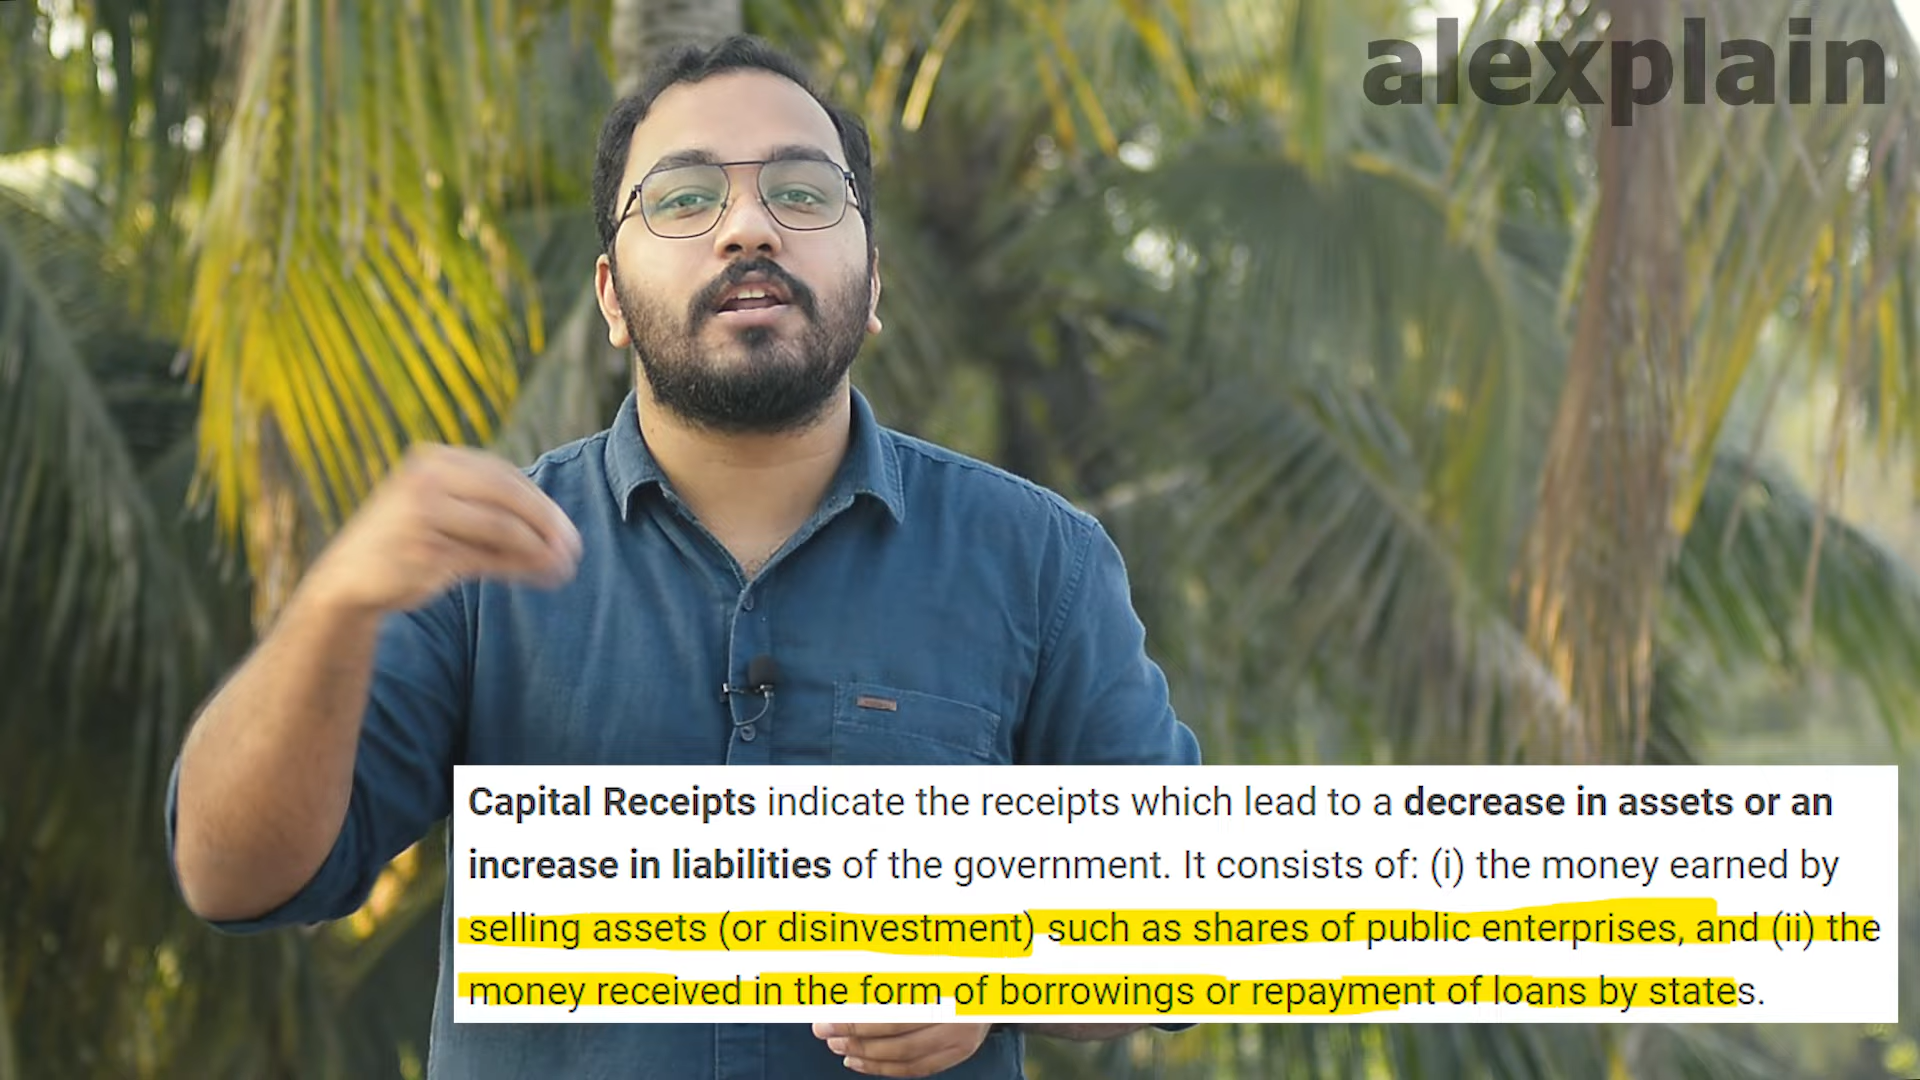 alexplain
Capital Receipts indicate the receipts which lead to a decrease in assets or an
increase in liabilities of the government. It consists of: (i) the money earned by
selling assets (or disinvestment) such as shares of public enterprises, and (ii) the
money received in the form of borrowings or repayment of loans by states.